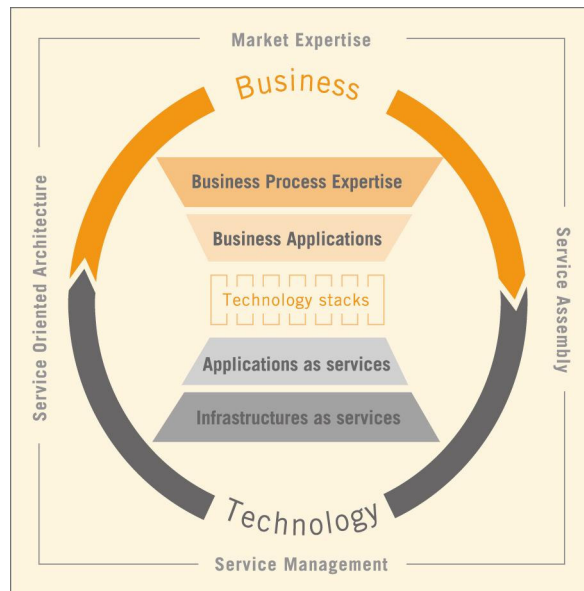 Market Expertise
Business
Service Oriented Architecture
Business Process Expertise
Business Applications
Technology stacks
Applications as services
Infrastructures as services
Service Assembly
Technology
Service Management